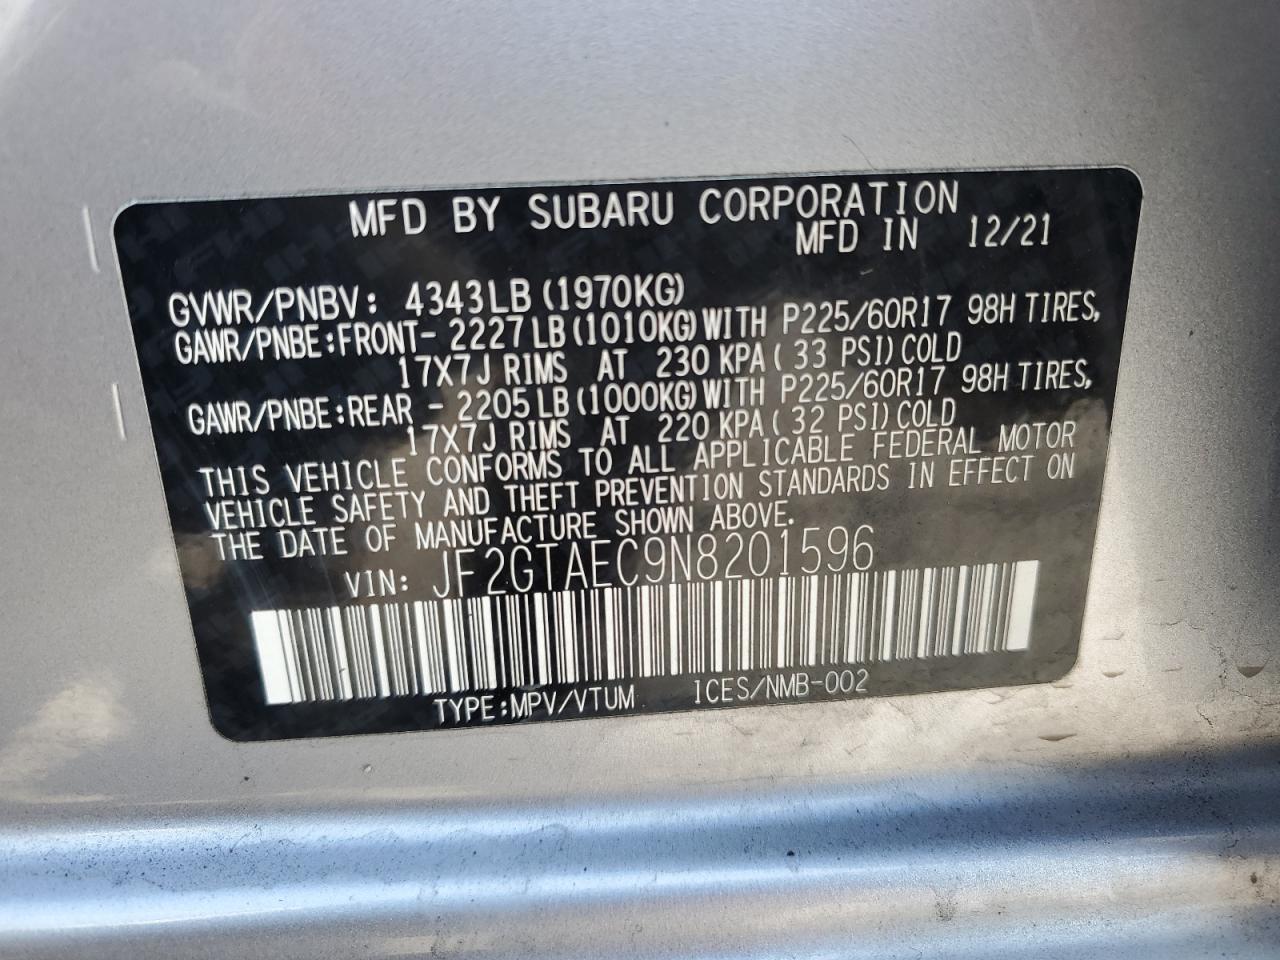 MFD BY SUBARU CORPORATION
MFD IN 12/21
GVWR/PNBV: 4343LB (1970KG)
GAWR/PNBE:FRONT- 2227LB (1010KG) WITH P225/60R17 98H TIRES,
17X7J RIMS AT 230 KPA ( 33 PSI) COLD
GAWR/PNBE:REAR - 2205LB (1000KG) WITH P225/60R17 98H TIRES,
17X7J RIMS AT 220 KPA ( 32 PSI) COLD
THIS VEHICLE CONFORMS TO ALL APPLICABLE FEDERAL MOTOR
VEHICLE SAFETY AND THEFT PREVENTION STANDARDS IN EFFECT ON
THE DATE OF MANUFACTURE SHOWN ABOVE.
VIN: JF2GTAEC9N8201596
TYPE:MPV/VTUM ICES/NMB-002